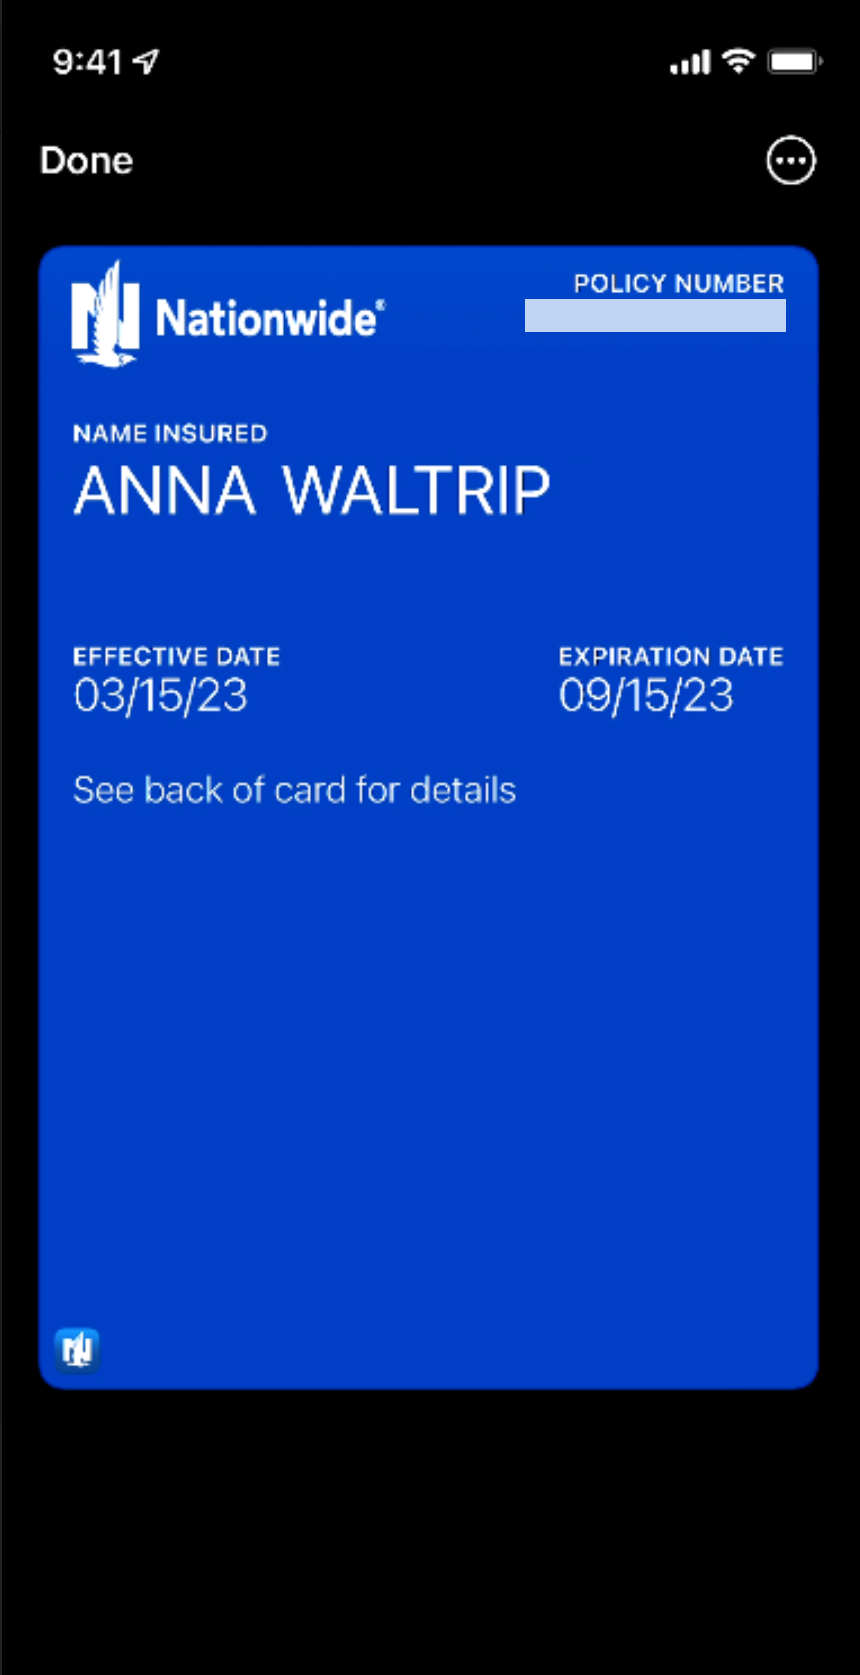 9:41
Done
Nationwide®
POLICY NUMBER
NAME INSURED
ANNA WALTRIP
EFFECTIVE DATE
EXPIRATION DATE
03/15/23
09/15/23
See back of card for details